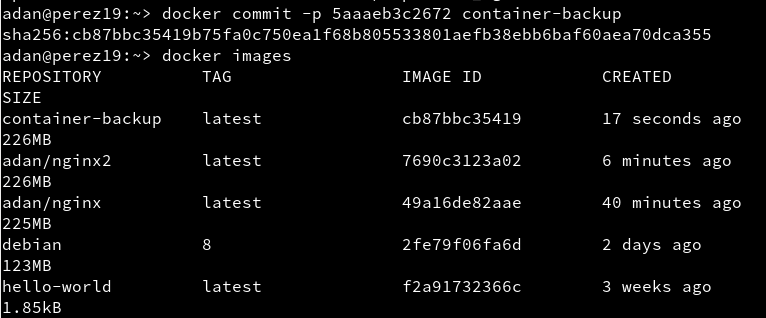 adan@perez19:~> docker commit -p 5aaaeb3c2672 container-backup
sha256:cb87bbc35419b75fa0c750ea1f68b805533801aefb38ebb6baf60aea70dca355
adan@perez19:~> docker images
REPOSITORY TAG IMAGE ID CREATED
SIZE
container-backup latest cb87bbc35419 17 seconds ago
226MB
adan/nginx2 latest 7690c3123a02 6 minutes ago
226MB
adan/nginx latest 49a16de82aae 40 minutes ago
225MB
debian 8 2fe79f06fa6d 2 days ago
123MB
hello-world latest f2a91732366c 3 weeks ago
1.85kB